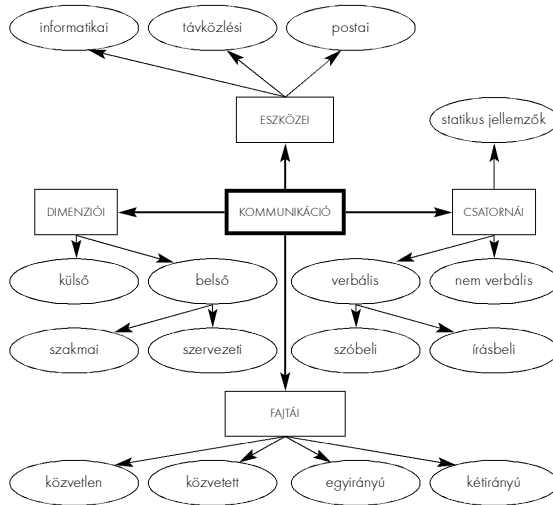 informatikai
távközlési
postai
ESZKÖZEI
statikus jellemzők
DIMENZIÓI
KOMMUNIKÁCIÓ
CSATORNÁI
külső
belső
verbális
nem verbális
szakmai
szervezeti
szóbeli
írásbeli
FAJTÁI
közvetlen
közvetett
egyirányú
kétirányú